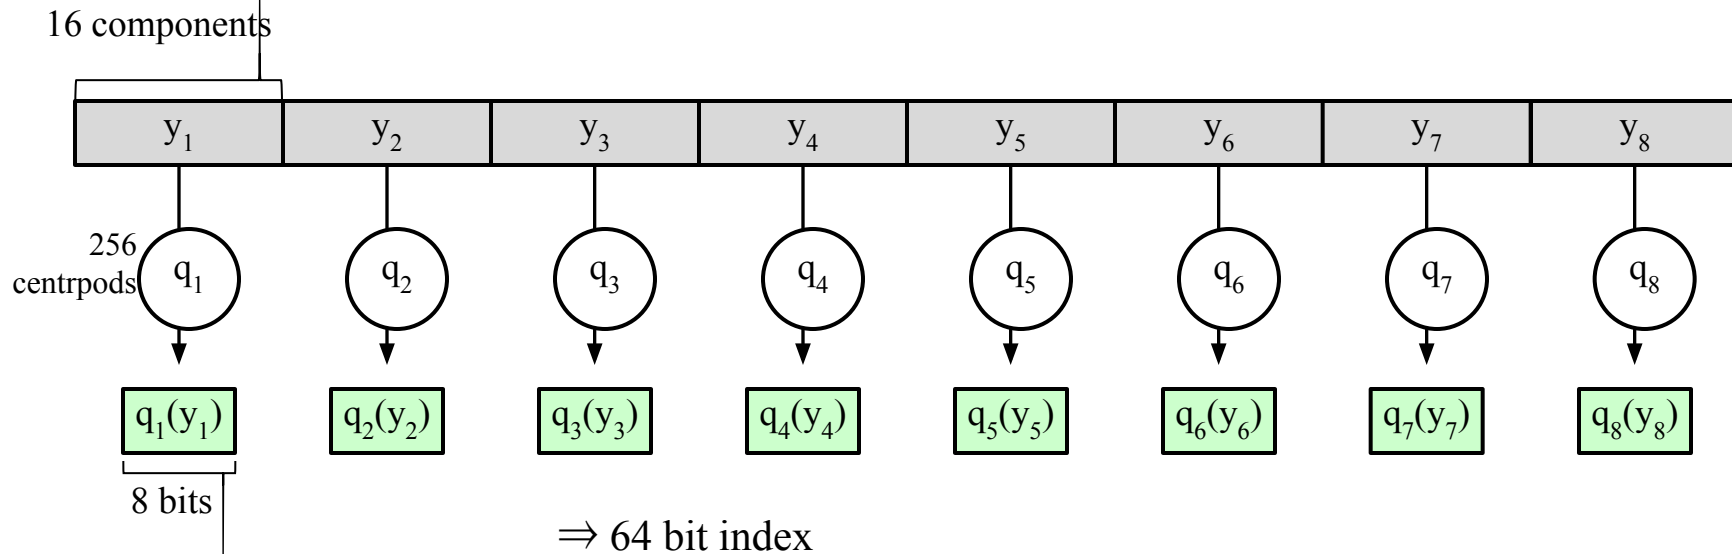 16 components
y₁ y₂ y₃ y₄ y₅ y₆ y₇ y₈
256
centrpods
q₁ q₂ q₃ q₄ q₅ q₆ q₇ q₈
q₁(y₁) q₂(y₂) q₃(y₃) q₄(y₄) q₅(y₅) q₆(y₆) q₇(y₇) q₈(y₈)
8 bits
⇒ 64 bit index